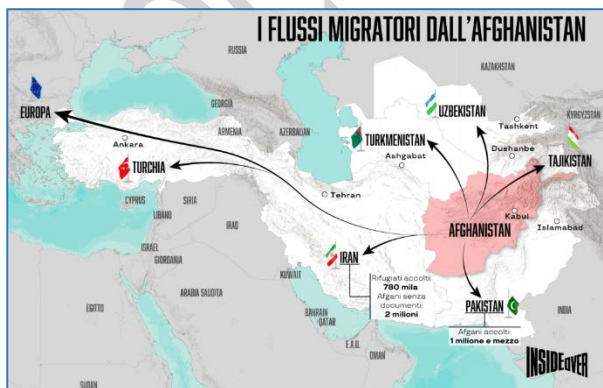 I FLUSSI MIGRATORI DALL'AFGHANISTAN
RUSSIA
KAZAKHSTAN
EUROPA
GEORGIA
UZBEKISTAN
KYRGYZSTAN
Ankara
ARMENIA
AZERBAIJAN
TURKMENISTAN
Tashkent
TURCHIA
Ashgabat
Dushanbe
TAJIKISTAN
CYPRUS
SIRIA
Tehran
LIBANO
IRAQ
Kabul
ISRAEL
AFGHANISTAN
Islamabad
GIORDANIA
IRAN
KUWAIT
Rifugiati accolti:
780 mila
Afgani senza
documenti:
2 milioni
PAKISTAN
INDIA
EGITTO
ARABIA SAUDITA
BAHRAIN
QATAR
Afgani accolti:
1 milione e mezzo
E.A.U.
OMAN
SUDAN
INSIDEOVER